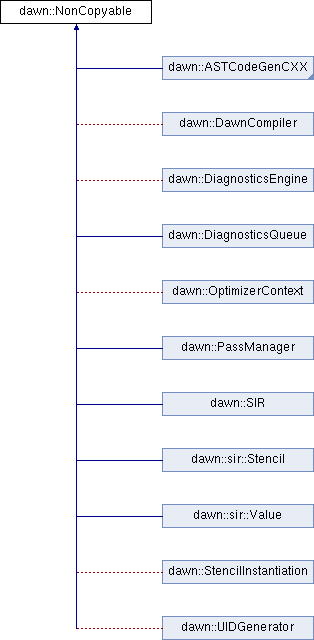 dawn::NonCopyable
dawn::ASTCodeGenCXX
dawn::DawnCompiler
dawn::DiagnosticsEngine
dawn::DiagnosticsQueue
dawn::OptimizerContext
dawn::PassManager
dawn::SIR
dawn::sir::Stencil
dawn::sir::Value
dawn::StencilInstantiation
dawn::UIDGenerator